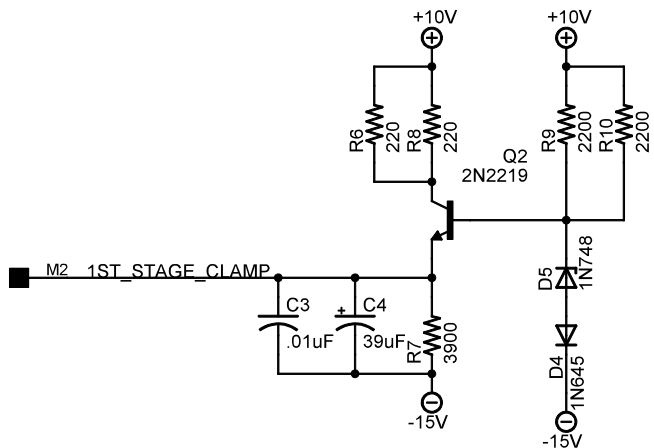 +10V
+10V
R6
220
R8
220
R9
2200
R10
2200
Q2
2N2219
M2
1ST_STAGE_CLAMP
C3
.01uF
+
C4
39uF
R7
3900
D5
1N748
D4
1N645
-15V
-15V